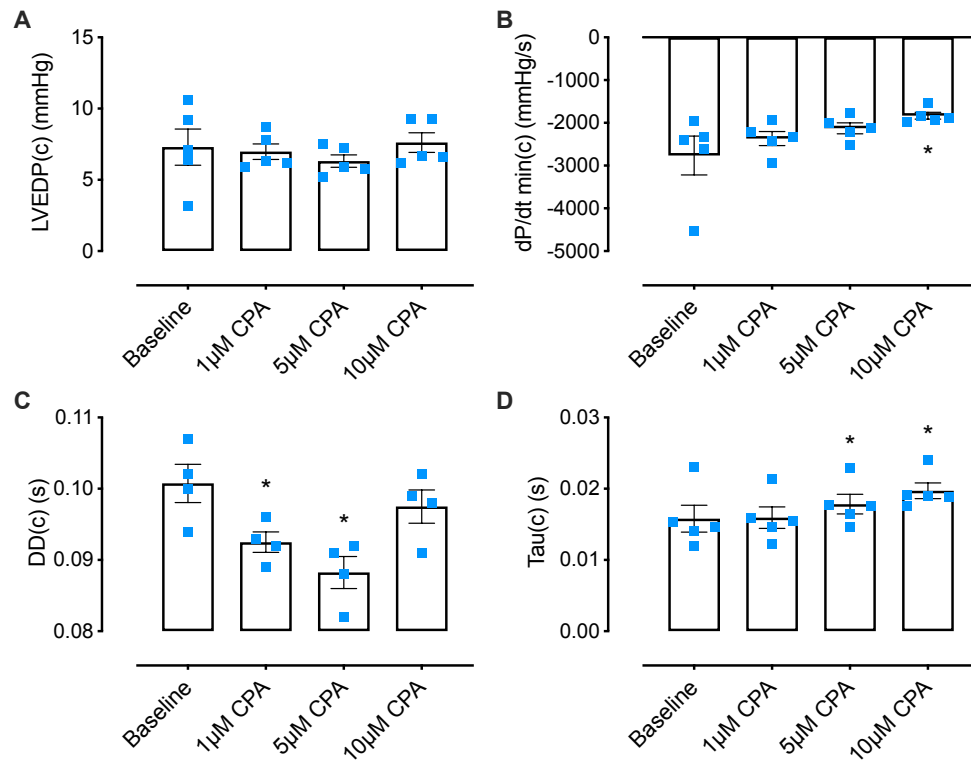 A
LVEDP(c) (mmHg)
15
10
5
0
Baseline
1µM CPA
5µM CPA
10µM CPA
B
dP/dt min(c) (mmHg/s)
0
-1000
-2000
-3000
-4000
-5000
*
Baseline
1µM CPA
5µM CPA
10µM CPA
C
DD(c) (s)
0.11
0.10
0.09
0.08
*
*
Baseline
1µM CPA
5µM CPA
10µM CPA
D
Tau(c) (s)
0.03
0.02
0.01
0.00
*
*
Baseline
1µM CPA
5µM CPA
10µM CPA